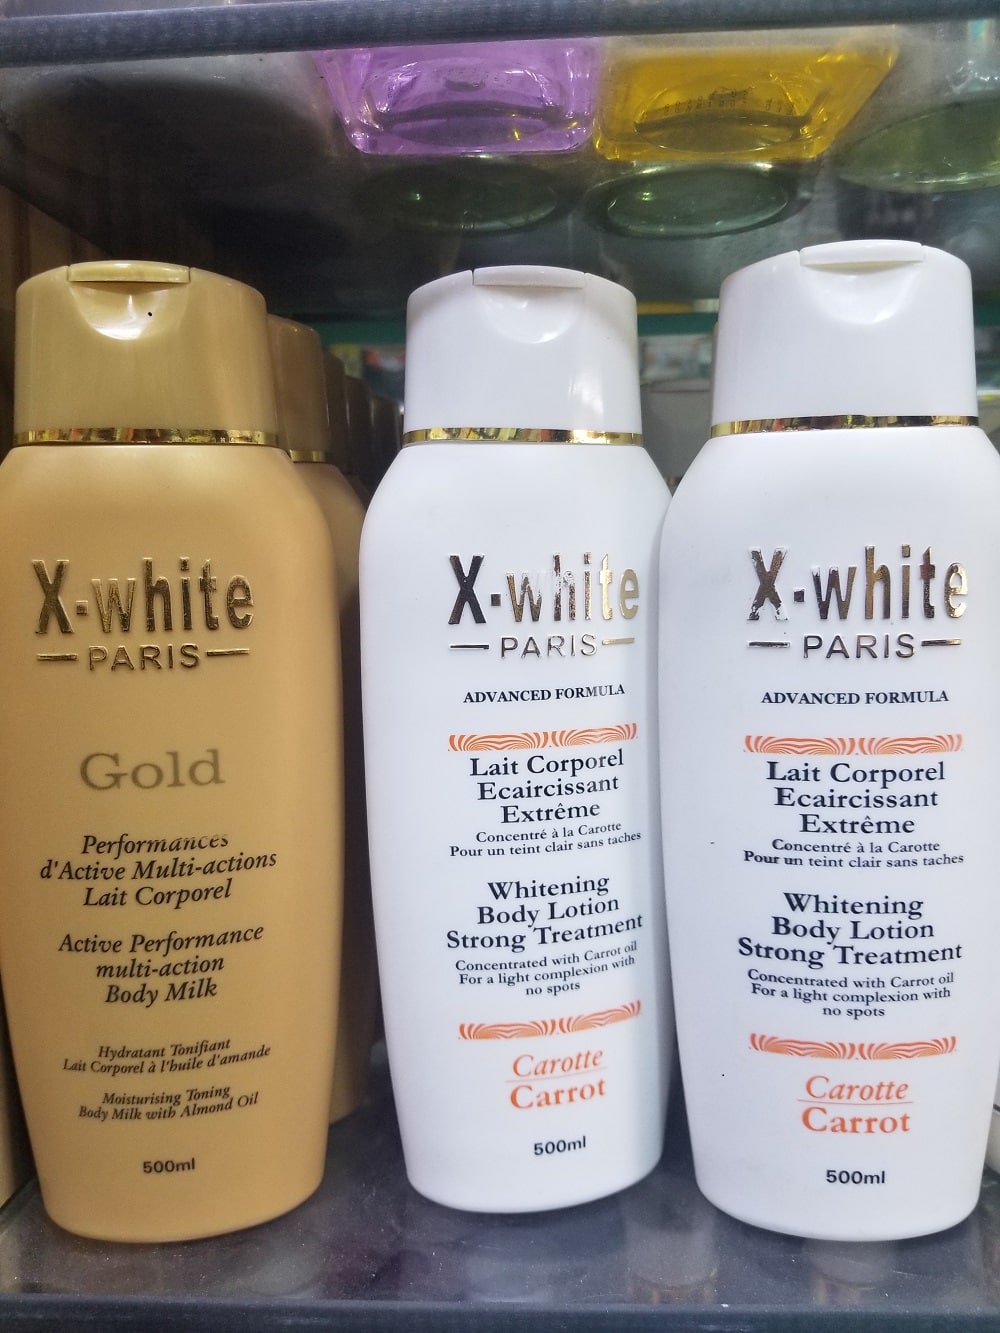 X-white
PARIS
Gold
Performances
d'Active Multi-actions
Lait Corporel
Active Performance
multi-action
Body Milk
Hydratant Tonifiant
Lait Corporel à l'huile d'amande
Moisturising Toning
Body Milk with Almond Oil
500ml
X-white
PARIS
ADVANCED FORMULA
Lait Corporel
Ecaircissant
Extrême
Concentré à la Carotte
Pour un teint clair sans taches
Whitening
Body Lotion
Strong Treatment
Concentrated with Carrot oil
For a light complexion with
no spots
Carotte
Carrot
500ml
X-white
PARIS
ADVANCED FORMULA
Lait Corporel
Ecaircissant
Extrême
Concentré à la Carotte
Pour un teint clair sans taches
Whitening
Body Lotion
Strong Treatment
Concentrated with Carrot oil
For a light complexion with
no spots
Carotte
Carrot
500ml